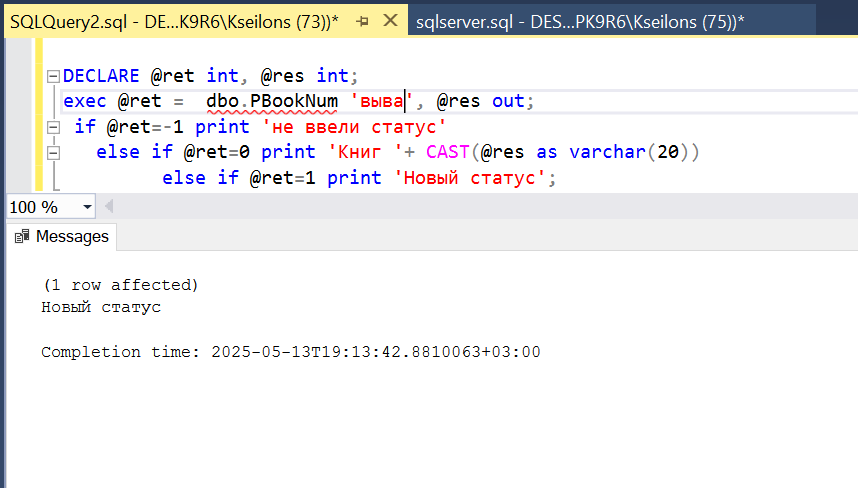 SQLQuery2.sql - DE...K9R6\Kseilons (73))* sqlserver.sql - DES...PK9R6\Kseilons (75))*
DECLARE @ret int, @res int;
exec @ret =  dbo.PBookNum 'выва', @res out;
if @ret=-1 print 'не ввели статус'
else if @ret=0 print 'Книг '+ CAST(@res as varchar(20))
else if @ret=1 print 'Новый статус';
100 %
Messages
(1 row affected)
Новый статус
Completion time: 2025-05-13T19:13:42.8810063+03:00